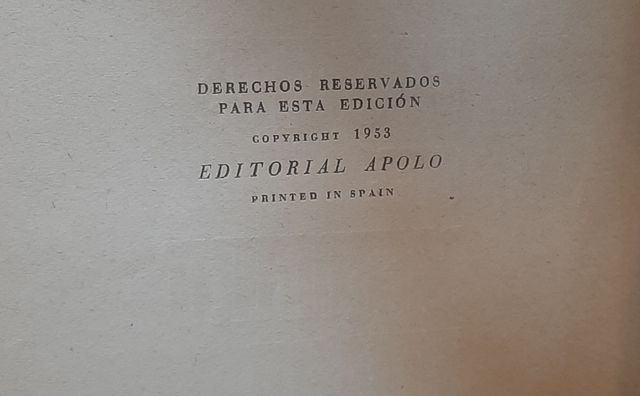 DERECHOS RESERVADOS
PARA ESTA EDICIÓN
COPYRIGHT 1953
EDITORIAL APOLO
PRINTED IN SPAIN